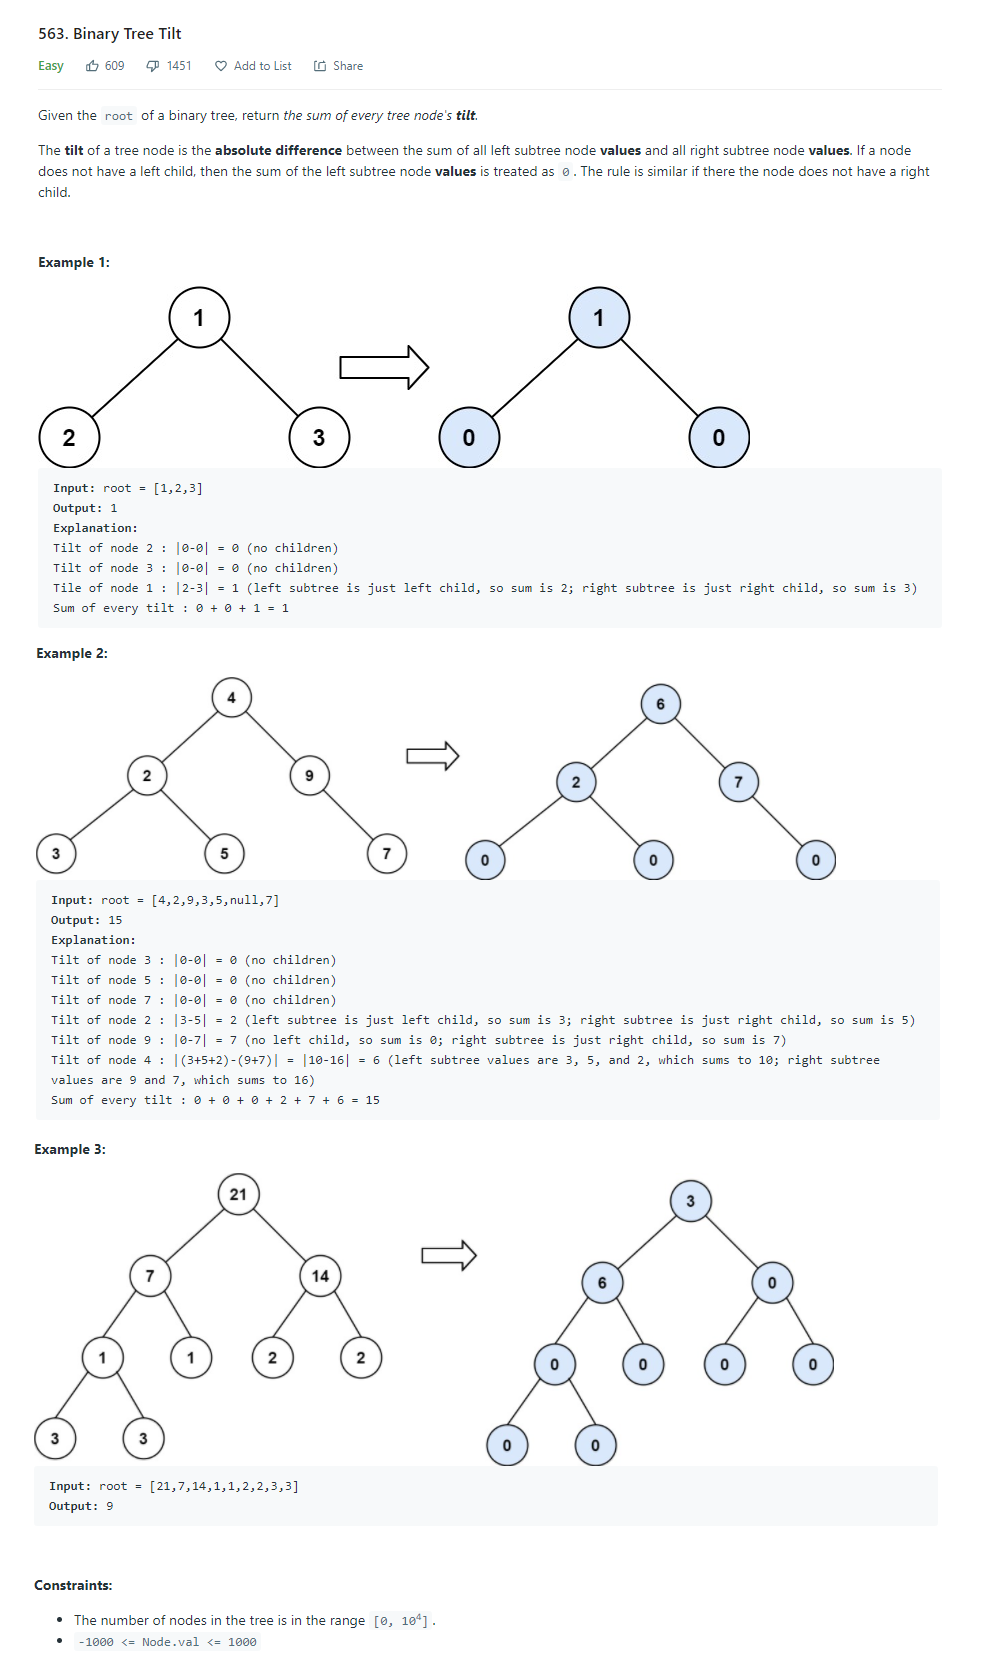 563. Binary Tree Tilt
Easy 609 1451 Add to List Share
Given the root of a binary tree, return the sum of every tree node's tilt.
The tilt of a tree node is the absolute difference between the sum of all left subtree node values and all right subtree node values. If a node
does not have a left child, then the sum of the left subtree node values is treated as 0. The rule is similar if there the node does not have a right
child.
Example 1:
1 1
2 3 0 0
Input: root = [1,2,3]
Output: 1
Explanation:
Tilt of node 2 : |0-0| = 0 (no children)
Tilt of node 3 : |0-0| = 0 (no children)
Tile of node 1 : |2-3| = 1 (left subtree is just left child, so sum is 2; right subtree is just right child, so sum is 3)
Sum of every tilt : 0 + 0 + 1 = 1
Example 2:
4 6
2 9 2 7
3 5 7 0 0 0
Input: root = [4,2,9,3,5,null,7]
Output: 15
Explanation:
Tilt of node 3 : |0-0| = 0 (no children)
Tilt of node 5 : |0-0| = 0 (no children)
Tilt of node 7 : |0-0| = 0 (no children)
Tilt of node 2 : |3-5| = 2 (left subtree is just left child, so sum is 3; right subtree is just right child, so sum is 5)
Tilt of node 9 : |0-7| = 7 (no left child, so sum is 0; right subtree is just right child, so sum is 7)
Tilt of node 4 : |(3+5+2)-(9+7)| = |10-16| = 6 (left subtree values are 3, 5, and 2, which sums to 10; right subtree
values are 9 and 7, which sums to 16)
Sum of every tilt : 0 + 0 + 0 + 2 + 7 + 6 = 15
Example 3:
21 3
7 14 6 0
1 1 2 2 0 0 0 0
3 3 0 0
Input: root = [21,7,14,1,1,2,2,3,3]
Output: 9
Constraints:
• The number of nodes in the tree is in the range [0, 10⁴].
• -1000 <= Node.val <= 1000